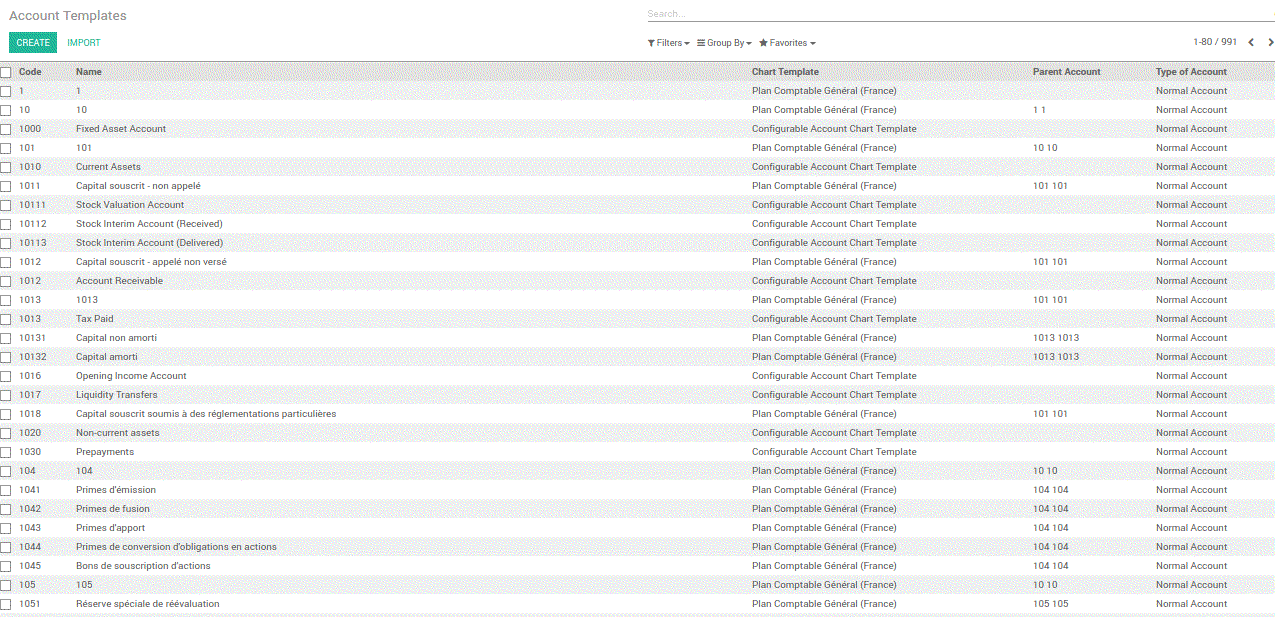 Account Templates
Search...
CREATE IMPORT Filters Group By Favorites 1-80 / 991
Code Name Chart Template Parent Account Type of Account
1 1 Plan Comptable Général (France) Normal Account
10 10 Plan Comptable Général (France) 1 1 Normal Account
1000 Fixed Asset Account Configurable Account Chart Template Normal Account
101 101 Plan Comptable Général (France) 10 10 Normal Account
1010 Current Assets Configurable Account Chart Template Normal Account
1011 Capital souscrit - non appelé Plan Comptable Général (France) 101 101 Normal Account
10111 Stock Valuation Account Configurable Account Chart Template Normal Account
10112 Stock Interim Account (Received) Configurable Account Chart Template Normal Account
10113 Stock Interim Account (Delivered) Configurable Account Chart Template Normal Account
1012 Capital souscrit - appelé non versé Plan Comptable Général (France) 101 101 Normal Account
1012 Account Receivable Configurable Account Chart Template Normal Account
1013 1013 Plan Comptable Général (France) 101 101 Normal Account
1013 Tax Paid Configurable Account Chart Template Normal Account
10131 Capital non amorti Plan Comptable Général (France) 1013 1013 Normal Account
10132 Capital amorti Plan Comptable Général (France) 1013 1013 Normal Account
1016 Opening Income Account Configurable Account Chart Template Normal Account
1017 Liquidity Transfers Configurable Account Chart Template Normal Account
1018 Capital souscrit soumis à des réglementations particulières Plan Comptable Général (France) 101 101 Normal Account
1020 Non-current assets Configurable Account Chart Template Normal Account
1030 Prepayments Configurable Account Chart Template Normal Account
104 104 Plan Comptable Général (France) 10 10 Normal Account
1041 Primes d'émission Plan Comptable Général (France) 104 104 Normal Account
1042 Primes de fusion Plan Comptable Général (France) 104 104 Normal Account
1043 Primes d'apport Plan Comptable Général (France) 104 104 Normal Account
1044 Primes de conversion d'obligations en actions Plan Comptable Général (France) 104 104 Normal Account
1045 Bons de souscription d'actions Plan Comptable Général (France) 104 104 Normal Account
105 105 Plan Comptable Général (France) 10 10 Normal Account
1051 Réserve spéciale de réévaluation Plan Comptable Général (France) 105 105 Normal Account